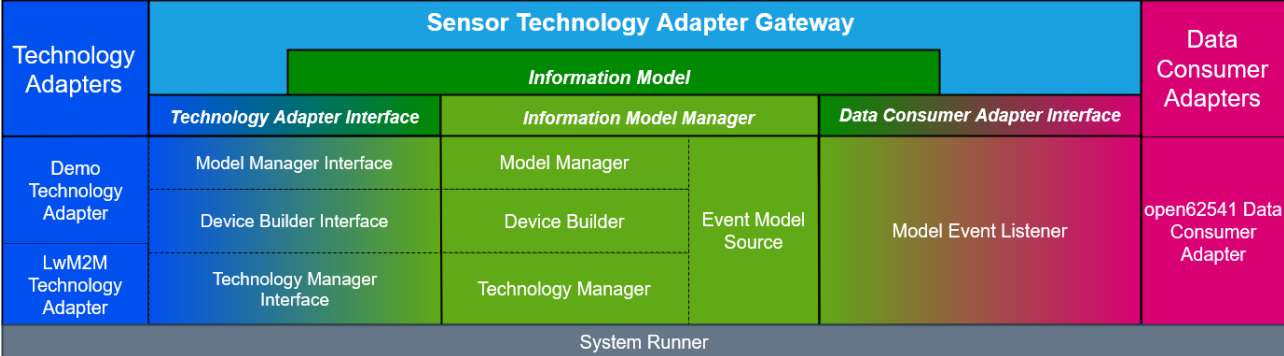 Sensor Technology Adapter Gateway
Technology
Adapters
Data
Consumer
Adapters
Information Model
Technology Adapter Interface
Information Model Manager
Data Consumer Adapter Interface
Demo
Technology
Adapter
LwM2M
Technology
Adapter
Model Manager Interface
Device Builder Interface
Technology Manager
Interface
Model Manager
Device Builder
Technology Manager
Event Model
Source
Model Event Listener
open62541 Data
Consumer
Adapter
System Runner